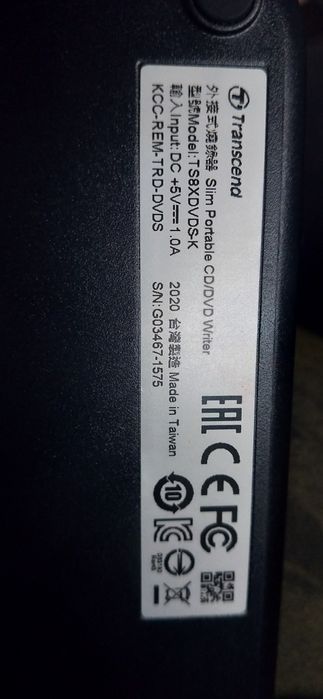 Transcend
外接式燒錄器 Slim Portable CD/DVD Writer
型號Model: TS8XDVDS-K
輸入Input: DC +5V⎓1.0A
KCC-REM-TRD-DVDS
2020 台灣製造 Made in Taiwan
S/N:G03467-1575
EAC CE FC
10